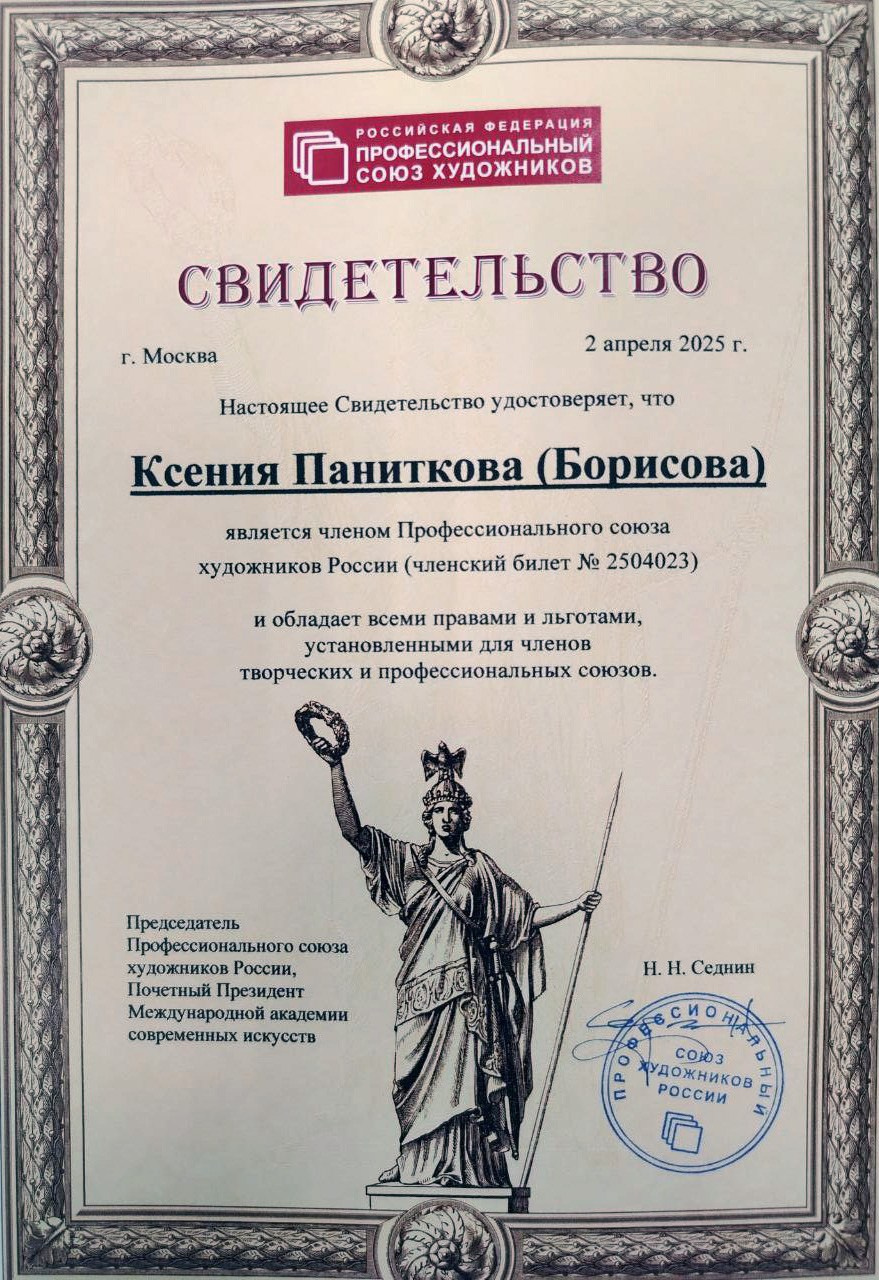 РОССИЙСКАЯ ФЕДЕРАЦИЯ
ПРОФЕССИОНАЛЬНЫЙ
СОЮЗ ХУДОЖНИКОВ
СВИДЕТЕЛЬСТВО
г. Москва
2 апреля 2025 г.
Настоящее Свидетельство удостоверяет, что
Ксения Паниткова (Борисова)
является членом Профессионального союза
художников России (членский билет № 2504023)
и обладает всеми правами и льготами,
установленными для членов
творческих и профессиональных союзов.
Председатель
Профессионального союза
художников России,
Почетный Президент
Международной академии
современных искусств
Н. Н. Седнин
ПРОФЕССИОНАЛЬНЫЙ
СОЮЗ
ХУДОЖНИКОВ
РОССИИ